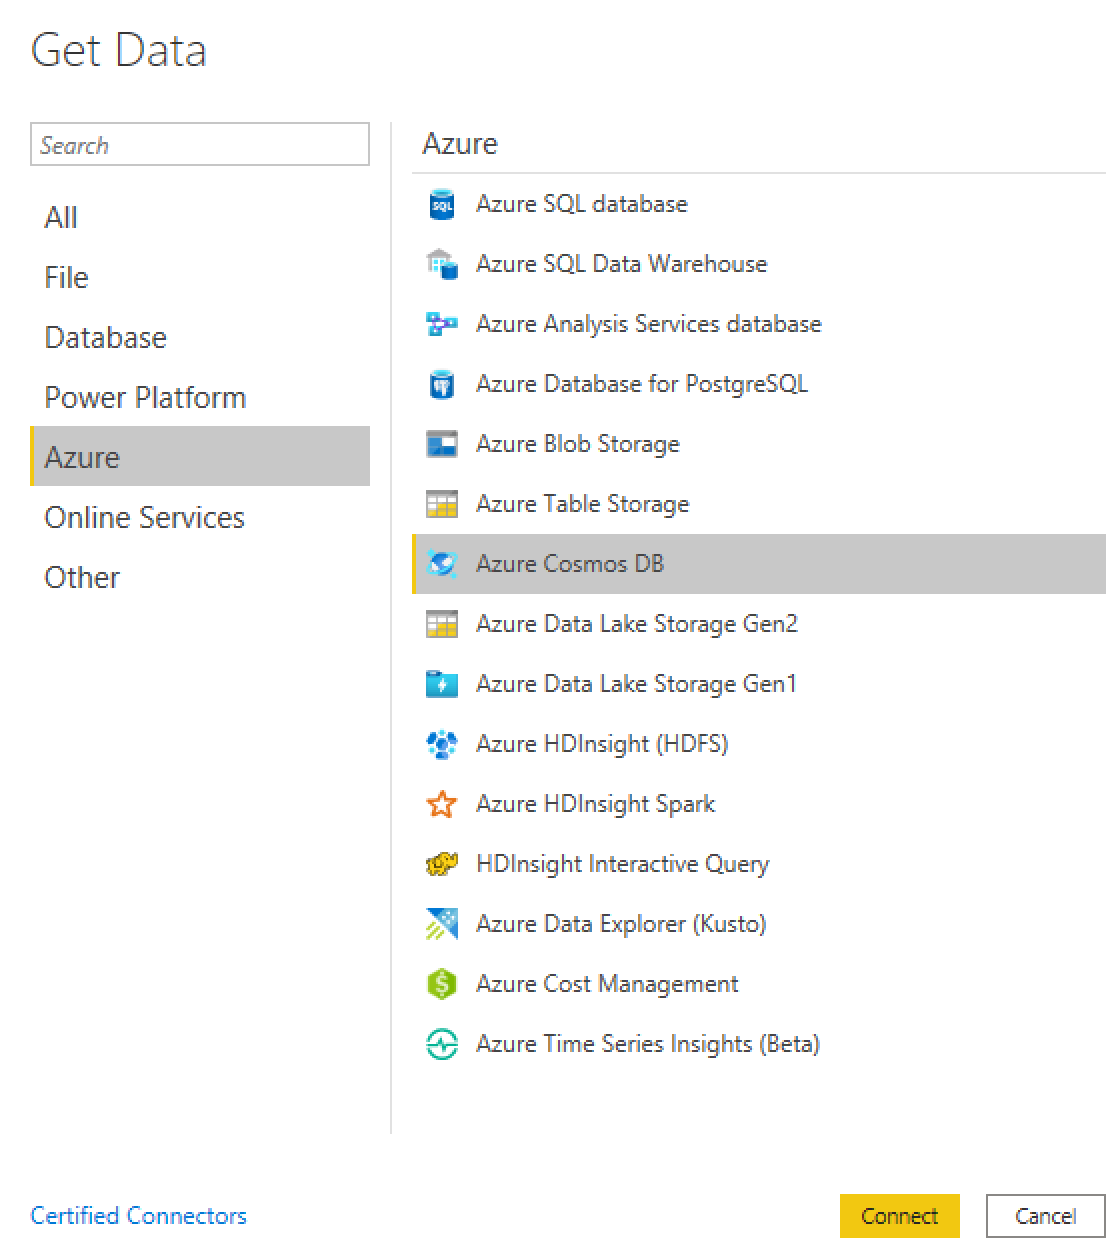 Get Data
Search
All
File
Database
Power Platform
Azure
Online Services
Other
Azure
SQL
Azure SQL database
Azure SQL Data Warehouse
Azure Analysis Services database
Azure Database for PostgreSQL
Azure Blob Storage
Azure Table Storage
Azure Cosmos DB
Azure Data Lake Storage Gen2
Azure Data Lake Storage Gen1
Azure HDInsight (HDFS)
Azure HDInsight Spark
HDInsight Interactive Query
Azure Data Explorer (Kusto)
$
Azure Cost Management
Azure Time Series Insights (Beta)
Certified Connectors
Connect
Cancel